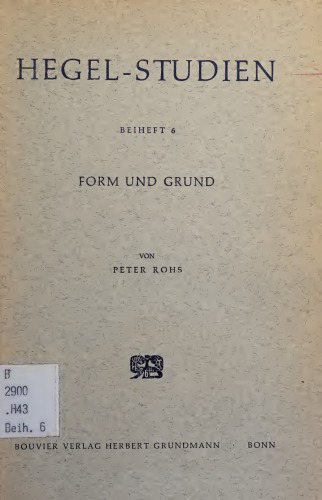 HEGEL-STUDIEN
BEIHEFT 6
FORM UND GRUND
VON
PETER ROHS
B
2900
.H43
Beih. 6
BOUVIER VERLAG HERBERT GRUNDMANN BONN